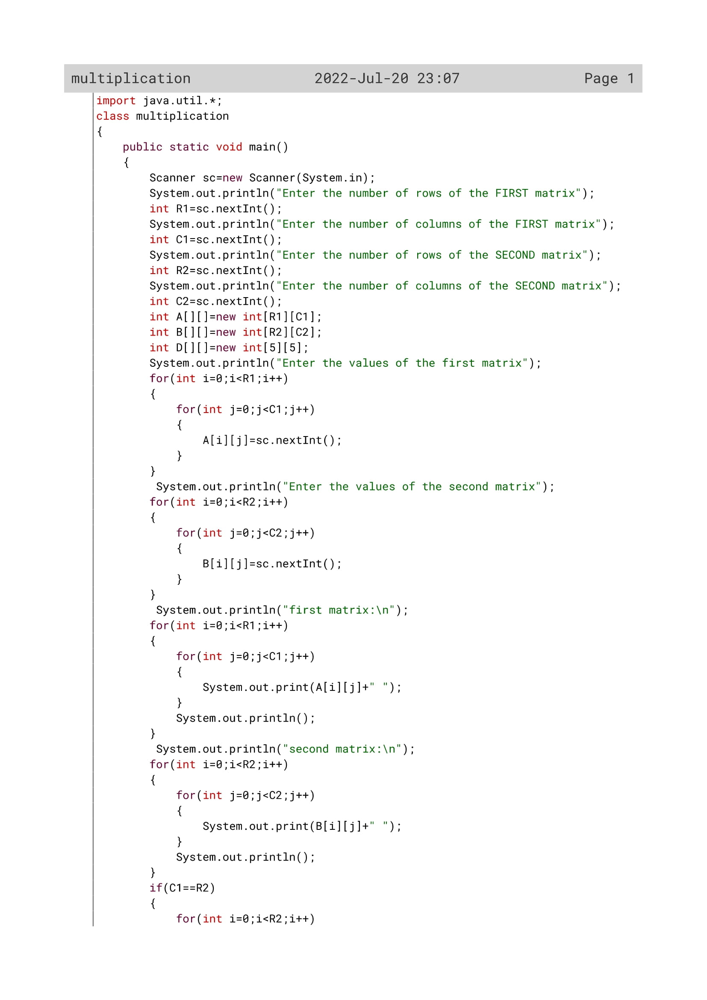 multiplication 2022-Jul-20 23:07 Page 1
import java.util.*;
class multiplication
{
    public static void main()
    {
        Scanner sc=new Scanner(System.in);
        System.out.println("Enter the number of rows of the FIRST matrix");
        int R1=sc.nextInt();
        System.out.println("Enter the number of columns of the FIRST matrix");
        int C1=sc.nextInt();
        System.out.println("Enter the number of rows of the SECOND matrix");
        int R2=sc.nextInt();
        System.out.println("Enter the number of columns of the SECOND matrix");
        int C2=sc.nextInt();
        int A[][]=new int[R1][C1];
        int B[][]=new int[R2][C2];
        int D[][]=new int[5][5];
        System.out.println("Enter the values of the first matrix");
        for(int i=0;i<R1;i++)
        {
            for(int j=0;j<C1;j++)
            {
                A[i][j]=sc.nextInt();
            }
        }
         System.out.println("Enter the values of the second matrix");
        for(int i=0;i<R2;i++)
        {
            for(int j=0;j<C2;j++)
            {
                B[i][j]=sc.nextInt();
            }
        }
         System.out.println("first matrix:\n");
        for(int i=0;i<R1;i++)
        {
            for(int j=0;j<C1;j++)
            {
                System.out.print(A[i][j]+" ");
            }
            System.out.println();
        }
         System.out.println("second matrix:\n");
        for(int i=0;i<R2;i++)
        {
            for(int j=0;j<C2;j++)
            {
                System.out.print(B[i][j]+" ");
            }
            System.out.println();
        }
        if(C1==R2)
        {
            for(int i=0;i<R2;i++)